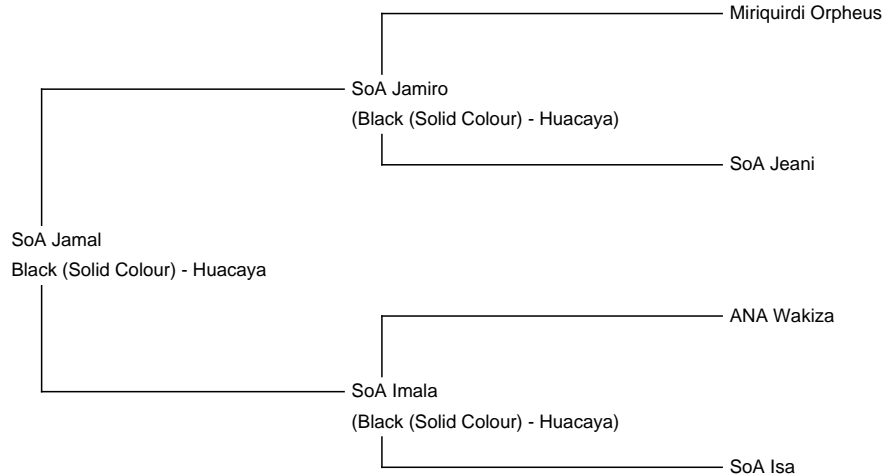 Miriquirdi Orpheus
SoA Jamiro
(Black (Solid Colour) - Huacaya)
SoA Jeani
SoA Jamal
Black (Solid Colour) - Huacaya
ANA Wakiza
SoA Imala
(Black (Solid Colour) - Huacaya)
SoA Isa